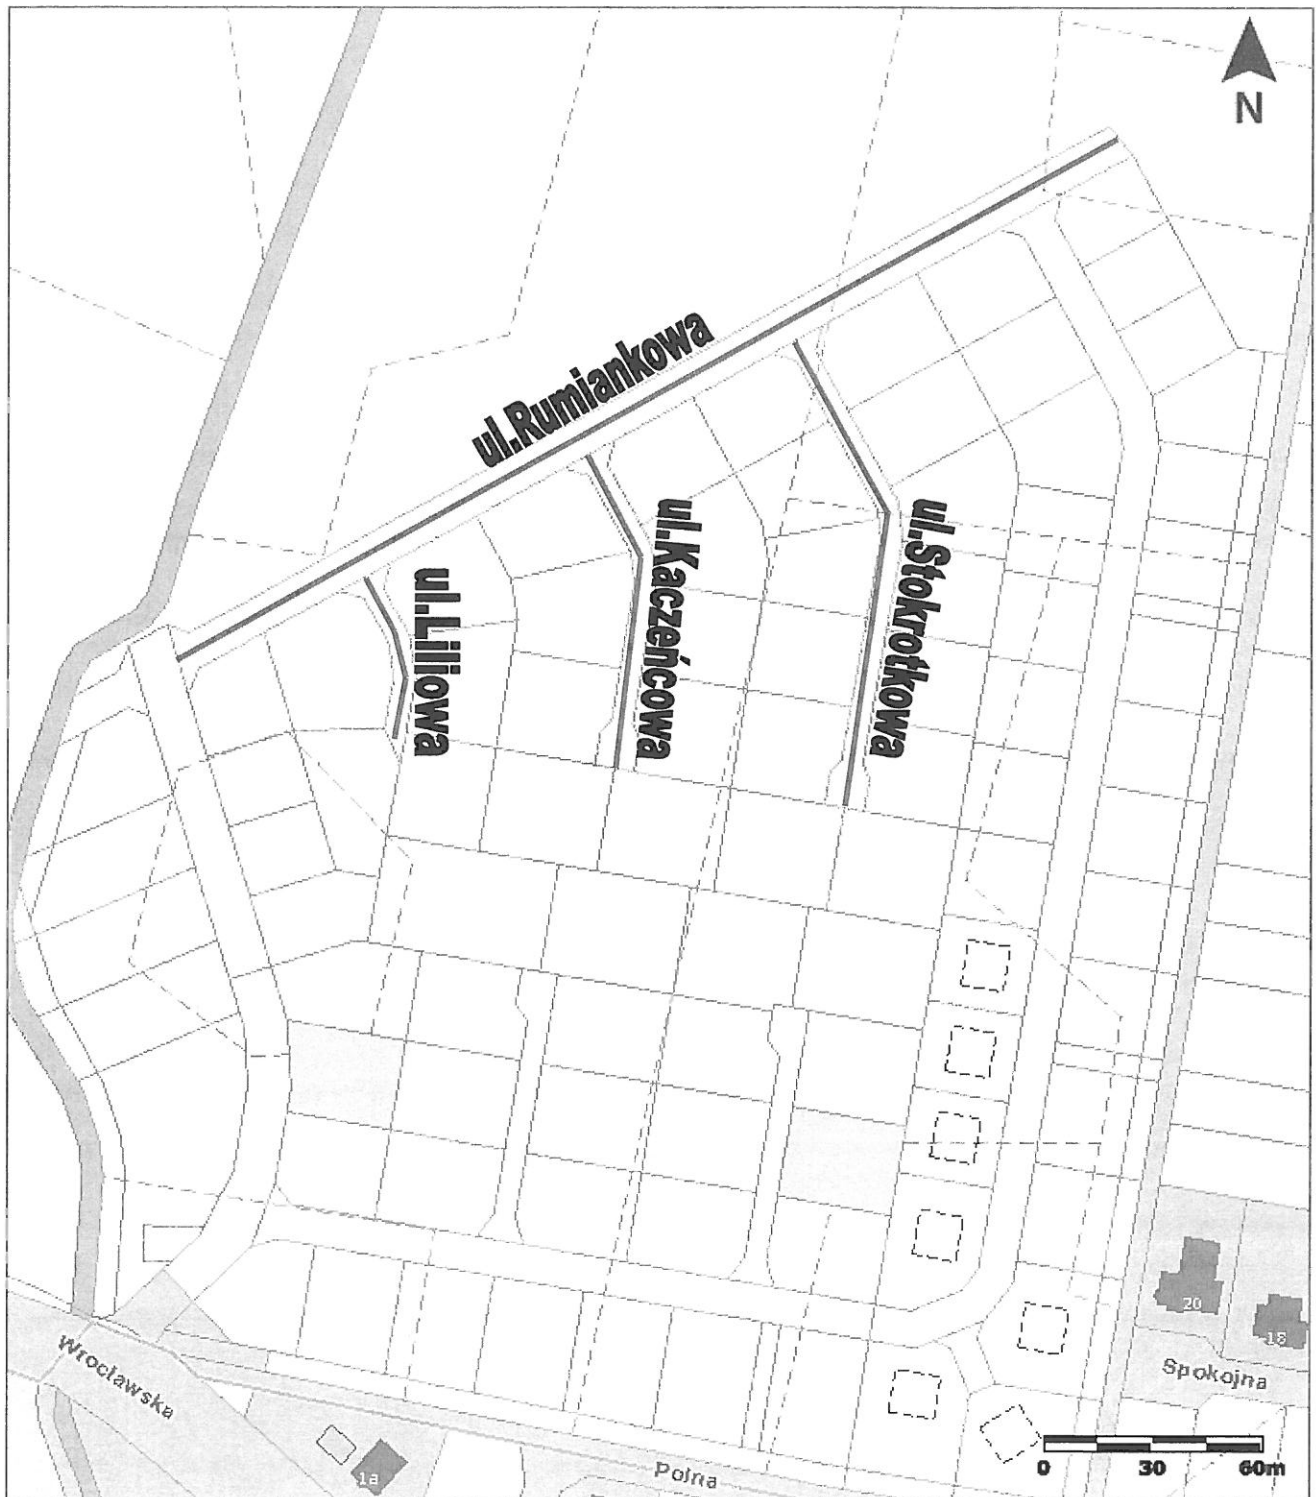 N
ul.Rumiankowa
ul.Liliowa
ul.Kaczeńcowa
ul.Stokrotkowa
20
18
Spokojna
Wrocławska
1a
Polna
0 30 60m